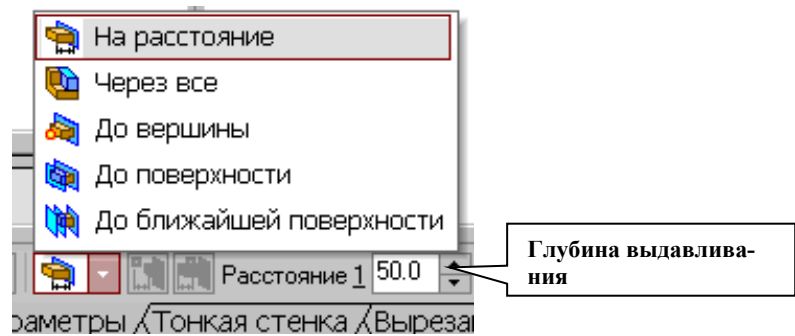 На расстояние
Через все
До вершины
До поверхности
До ближайшей поверхности
Глубина выдавлива-
ния
Расстояние 1 50.0
раметры Тонкая стенка Выреза